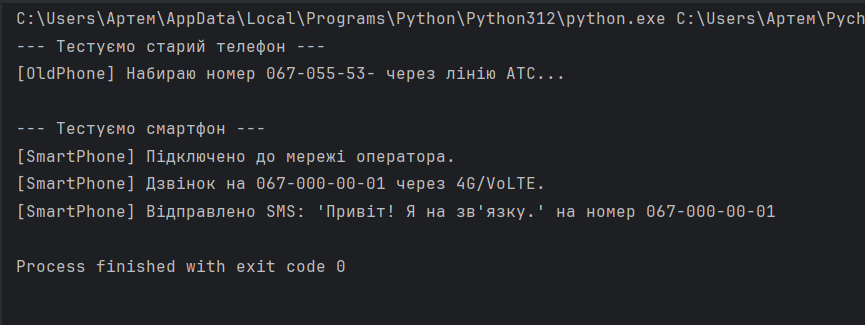 C:\Users\Артем\AppData\Local\Programs\Python\Python312\python.exe C:\Users\Артем\Pych
--- Тестуємо старий телефон ---
[OldPhone] Набираю номер 067-055-53- через лінію АТС...
--- Тестуємо смартфон ---
[SmartPhone] Підключено до мережі оператора.
[SmartPhone] Дзвінок на 067-000-00-01 через 4G/VoLTE.
[SmartPhone] Відправлено SMS: 'Привіт! Я на зв'язку.' на номер 067-000-00-01
Process finished with exit code 0